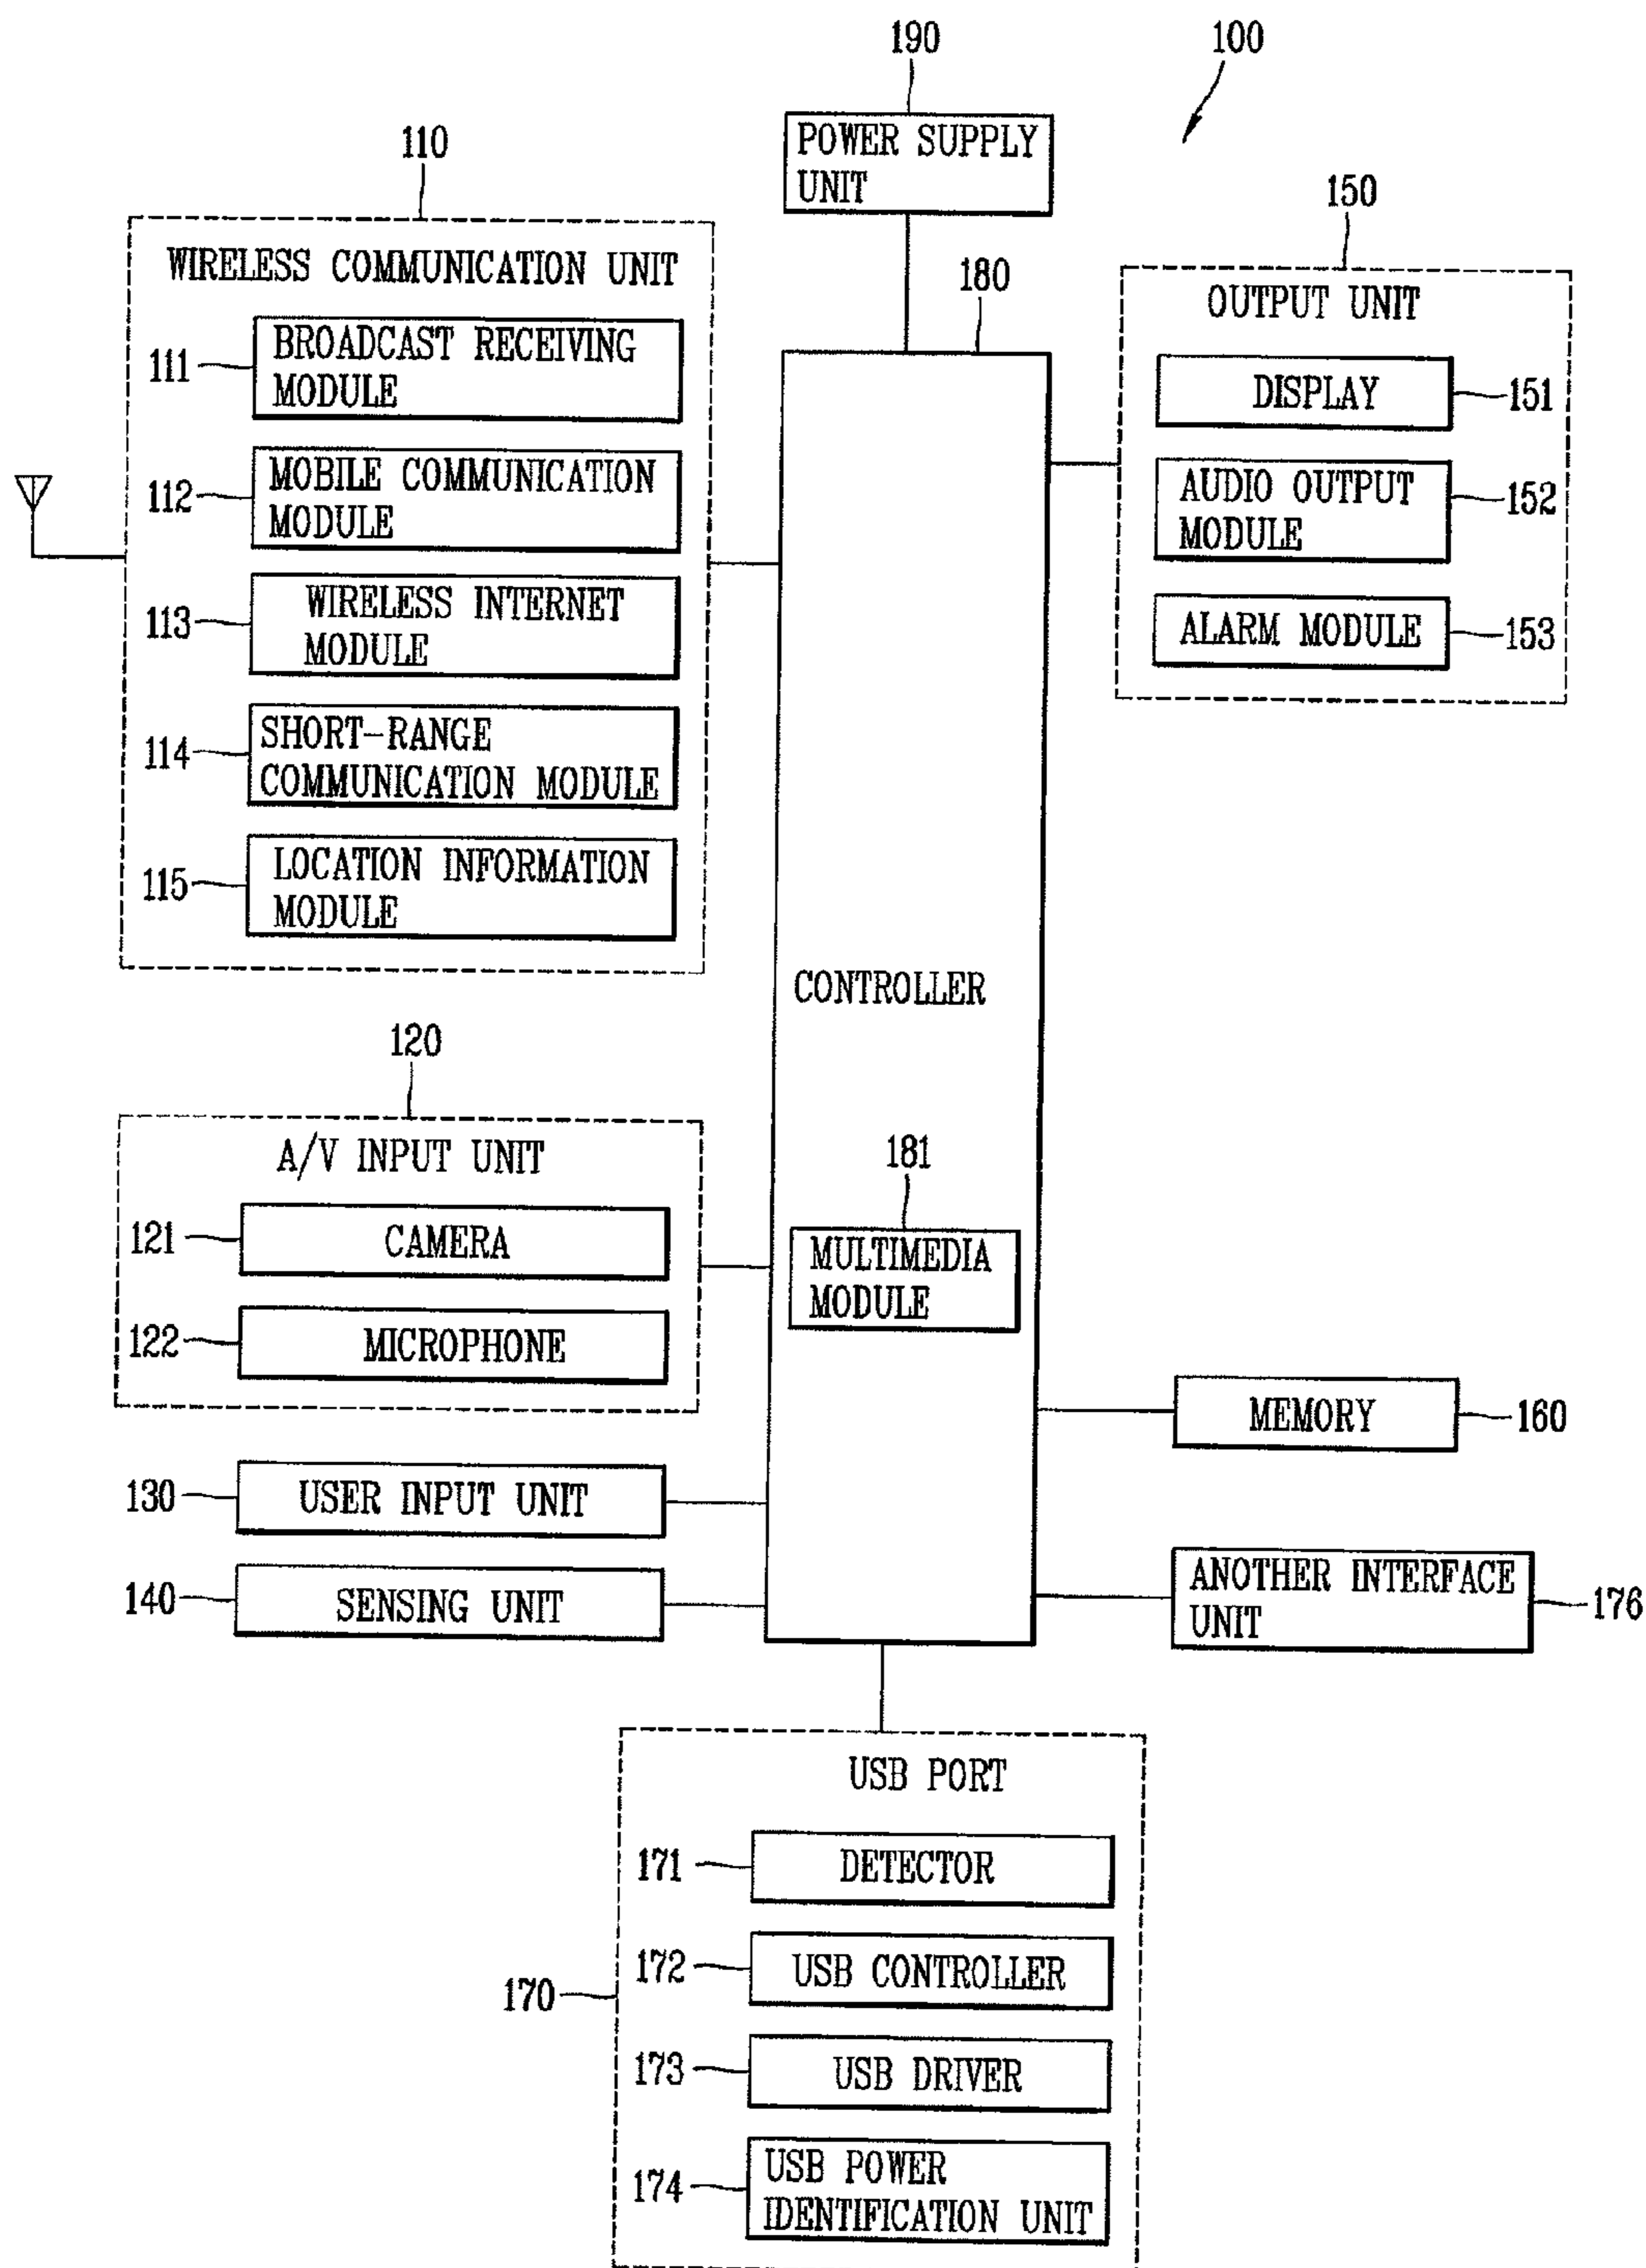 190
100
POWER SUPPLY
UNIT
110
150
WIRELESS COMMUNICATION UNIT
180
OUTPUT UNIT
111
BROADCAST RECEIVING
MODULE
DISPLAY
151
112
MOBILE COMMUNICATION
MODULE
AUDIO OUTPUT
MODULE
152
113
WIRELESS INTERNET
MODULE
ALARM MODULE
153
114
SHORT-RANGE
COMMUNICATION MODULE
115
LOCATION INFORMATION
MODULE
CONTROLLER
120
A/V INPUT UNIT
181
121
CAMERA
MULTIMEDIA
MODULE
122
MICROPHONE
MEMORY
160
130
USER INPUT UNIT
140
SENSING UNIT
ANOTHER INTERFACE
UNIT
176
USB PORT
171
DETECTOR
172
USB CONTROLLER
170
173
USB DRIVER
174
USB POWER
IDENTIFICATION UNIT